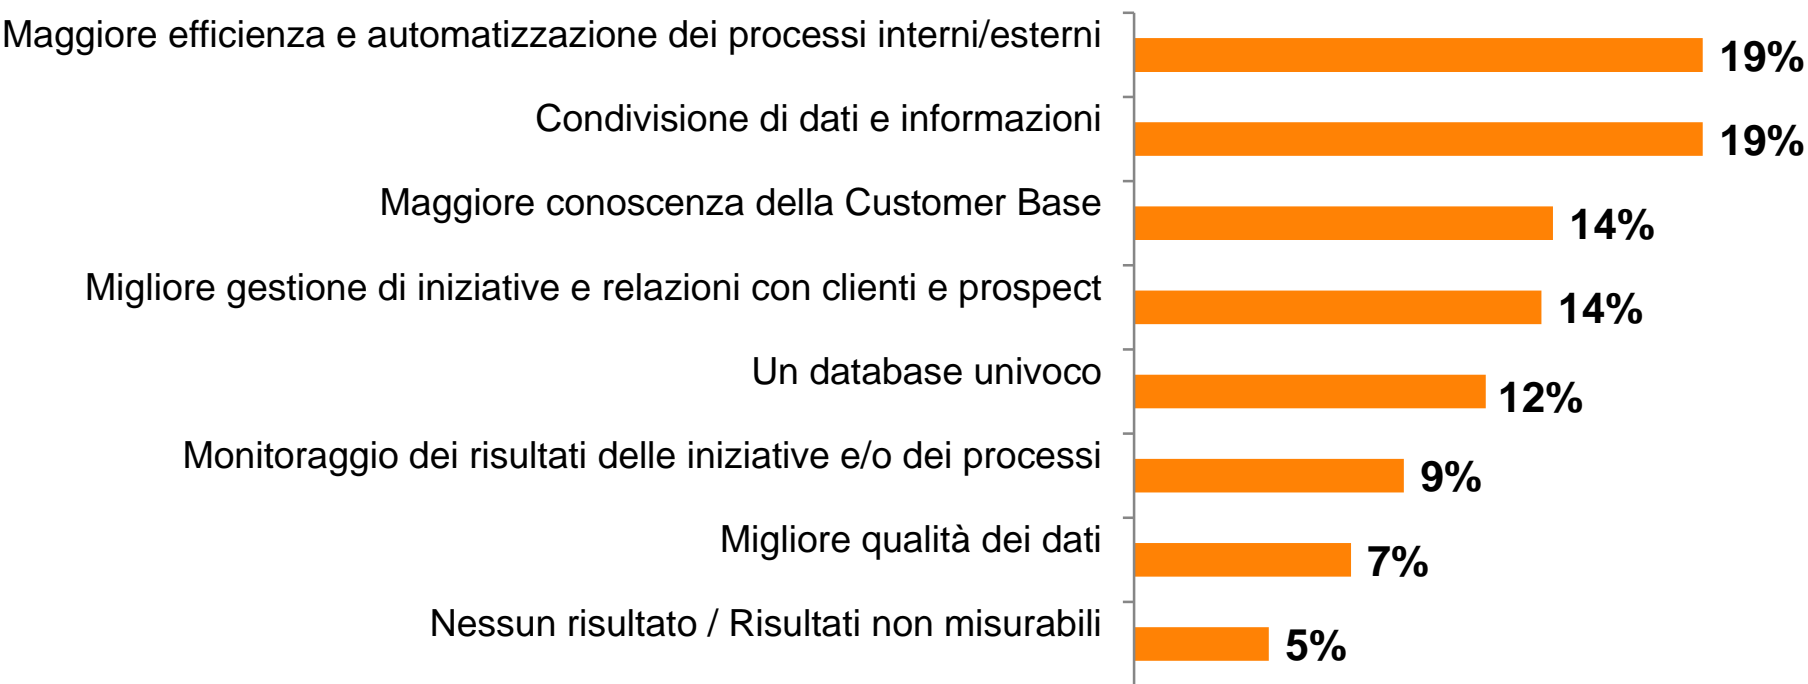 Maggiore efficienza e automatizzazione dei processi interni/esterni 19%
Condivisione di dati e informazioni 19%
Maggiore conoscenza della Customer Base 14%
Migliore gestione di iniziative e relazioni con clienti e prospect 14%
Un database univoco 12%
Monitoraggio dei risultati delle iniziative e/o dei processi 9%
Migliore qualità dei dati 7%
Nessun risultato / Risultati non misurabili 5%